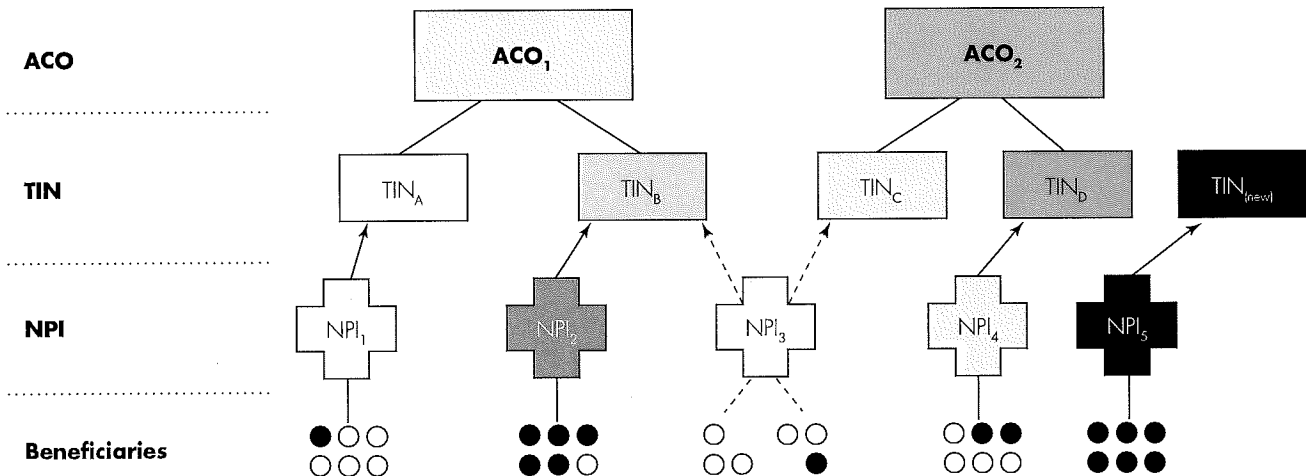 ACO
ACO1
ACO2
TIN
TINA
TINB
TINC
TIND
TIN(new)
NPI
NPI1
NPI2
NPI3
NPI4
NPI5
Beneficiaries